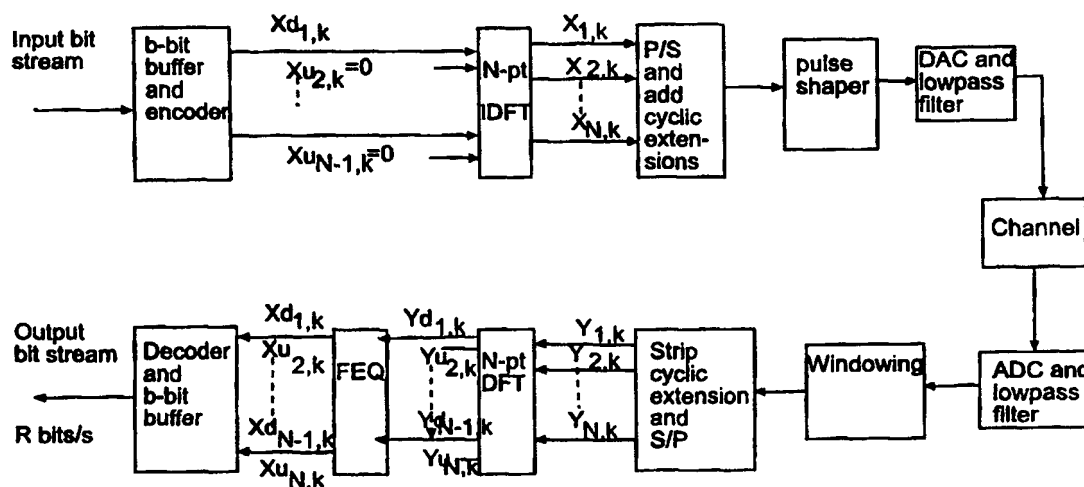 Input bit
stream
b-bit
buffer
and
encoder
Xd1,k
Xu2,k=0
XuN-1,k=0
N-pt
IDFT
X1,k
X2,k
XN,k
P/S
and
add
cyclic
exten-
sions
pulse
shaper
DAC and
lowpass
filter
Channel
Output
bit stream
R bits/s
Decoder
and
b-bit
buffer
Xd1,k
Xu2,k
XdN-1,k
XuN,k
FEQ
Yd1,k
Yu2,k
YdN-1,k
YuN,k
N-pt
DFT
Y1,k
Y2,k
YN,k
Strip
cyclic
extension
and
S/P
Windowing
ADC and
lowpass
filter